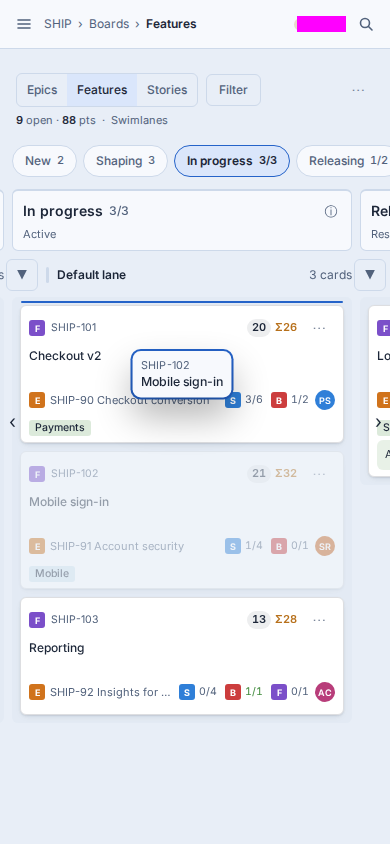 SHIP › Boards › Features
Epics Features Stories Filter ...
9 open · 88 pts · Swimlanes
New 2 Shaping 3 In progress 3/3 Releasing 1/2
In progress 3/3 ⓘ
Active
Default lane 3 cards
F SHIP-101 20 Σ26 ...
Checkout v2
SHIP-102
Mobile sign-in
E SHIP-90 Checkout conversion S 3/6 B 1/2 PS
Payments
F SHIP-102 21 Σ32 ...
Mobile sign-in
E SHIP-91 Account security S 1/4 B 0/1 SR
Mobile
F SHIP-103 13 Σ28 ...
Reporting
E SHIP-92 Insights for ... S 0/4 B 1/1 F 0/1 AC